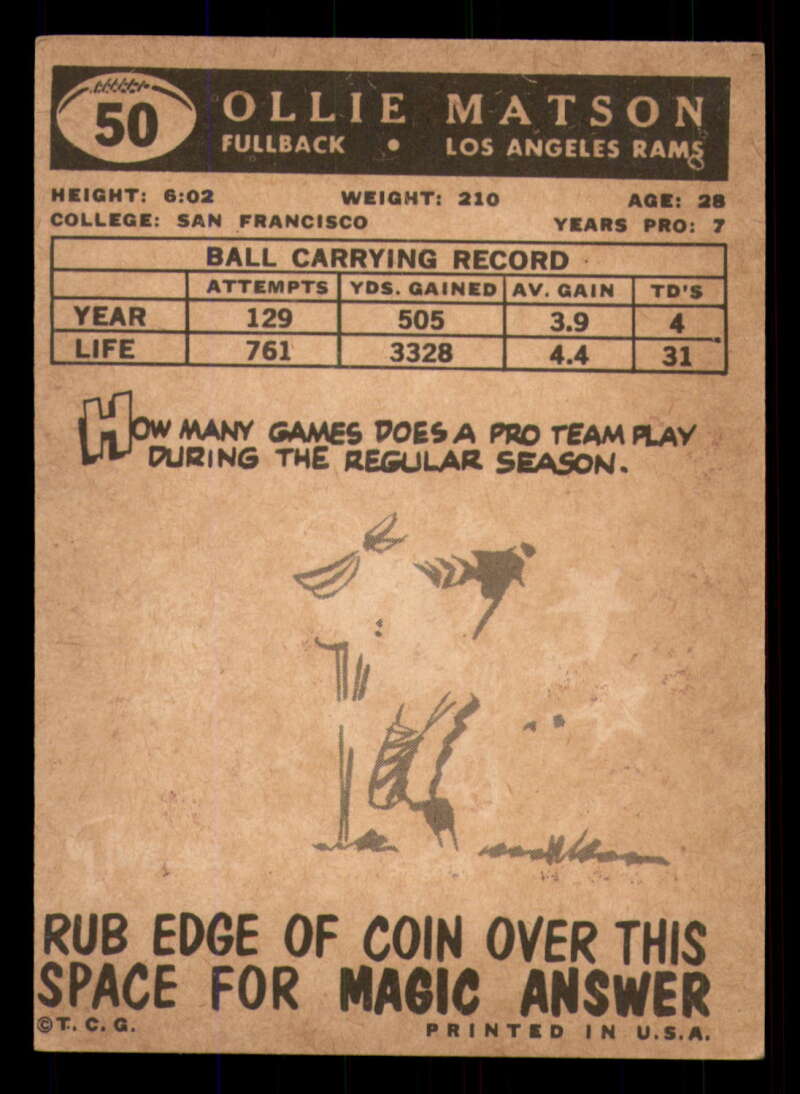 50
OLLIE MATSON
FULLBACK • LOS ANGELES RAMS
HEIGHT: 6:02 WEIGHT: 210 AGE: 28
COLLEGE: SAN FRANCISCO YEARS PRO: 7
BALL CARRYING RECORD
ATTEMPTS YDS. GAINED AV. GAIN TD'S
YEAR 129 505 3.9 4
LIFE 761 3328 4.4 31
HOW MANY GAMES DOES A PRO TEAM PLAY
DURING THE REGULAR SEASON.
RUB EDGE OF COIN OVER THIS
SPACE FOR MAGIC ANSWER
©T. C. G. PRINTED IN U.S.A.